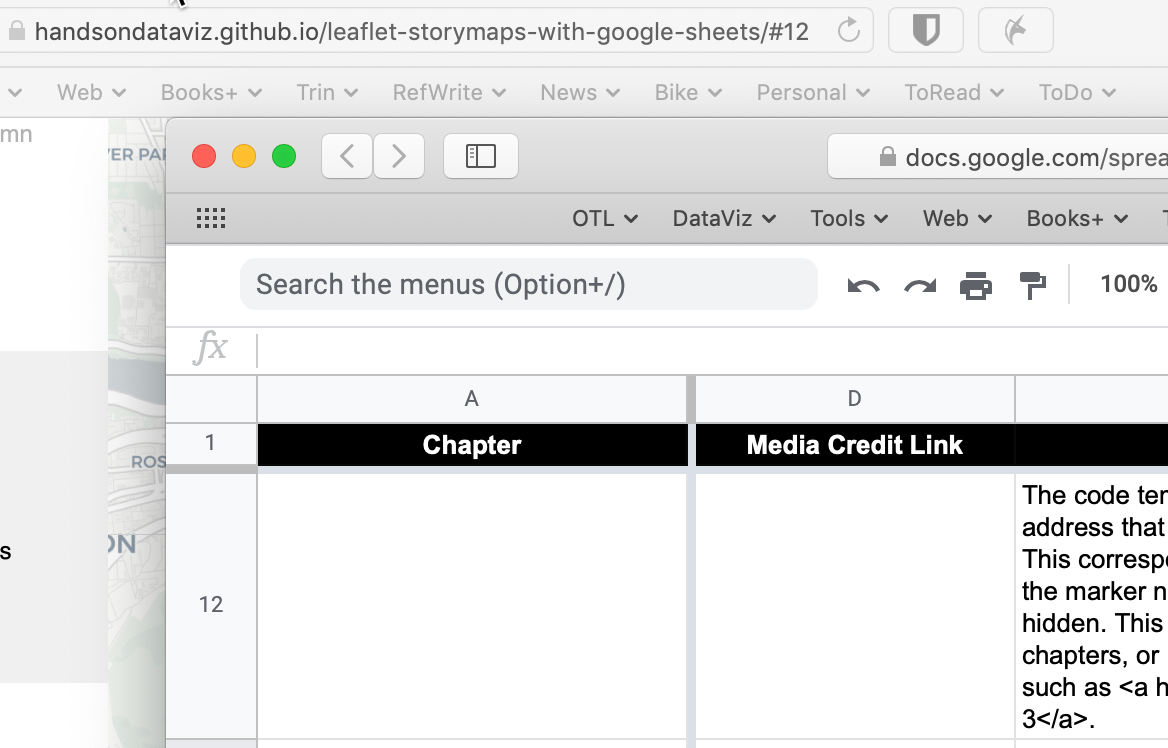 handsondataviz.github.io/leaflet-storymaps-with-google-sheets/#12
Web Books+ Trin RefWrite News Bike Personal ToRead ToDo
mn
docs.google.com/sprea
OTL DataViz Tools Web Books+
Search the menus (Option+/)
100%
fx
A D
1 Chapter Media Credit Link
ROS
ON
s
12
The code ter
address that
This correspo
the marker n
hidden. This
chapters, or
such as <a h
3</a>.